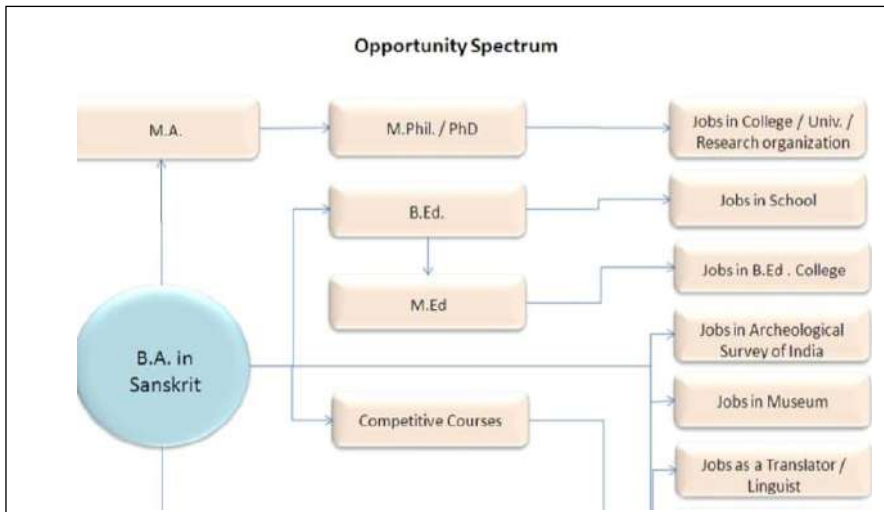 Opportunity Spectrum
M.A.
M.Phil. / PhD
Jobs in College / Univ. /
Research organization
B.Ed.
Jobs in School
M.Ed
Jobs in B.Ed . College
B.A. in
Sanskrit
Jobs in Archeological
Survey of India
Competitive Courses
Jobs in Museum
Jobs as a Translator /
Linguist